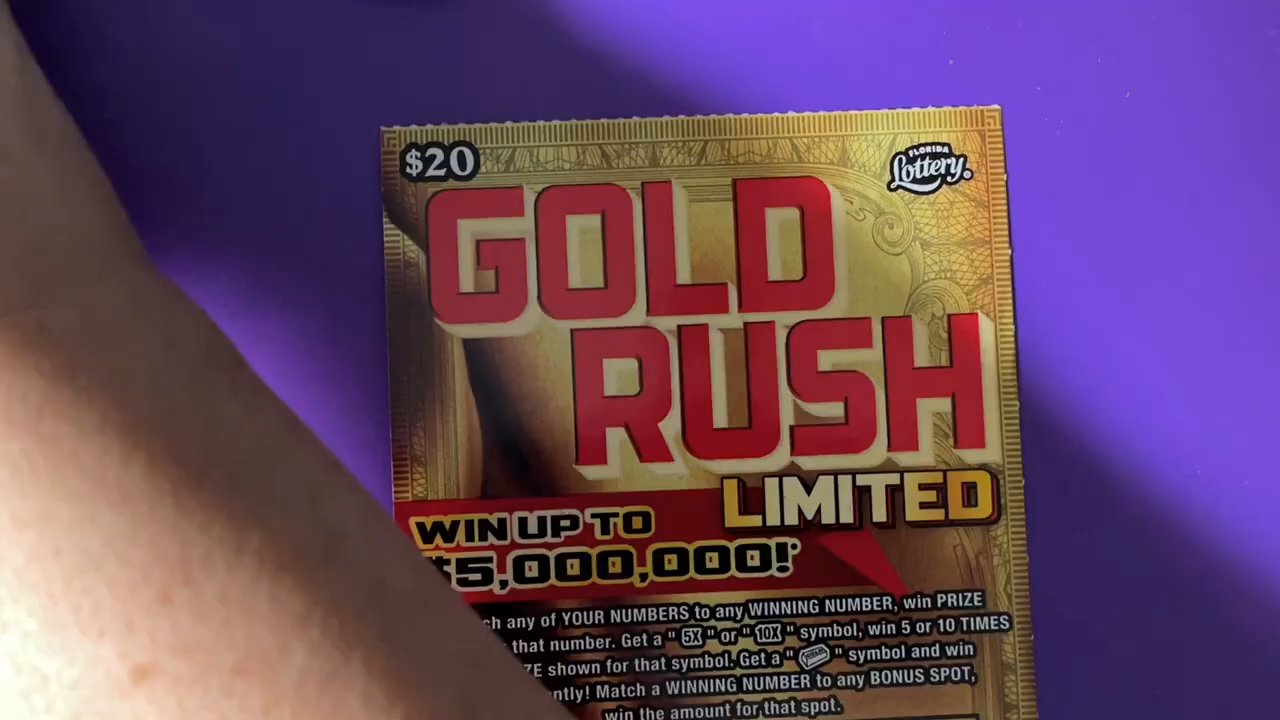 $20
FLORIDA
Lottery
GOLD
RUSH
LIMITED
WIN UP TO
$5,000,000!*
any of YOUR NUMBERS to any WINNING NUMBER, win PRIZE
that number. Get a " 5X " or " 10X " symbol, win 5 or 10 TIMES
shown for that symbol. Get a " " symbol and win
Match a WINNING NUMBER to any BONUS SPOT,
win the amount for that spot.